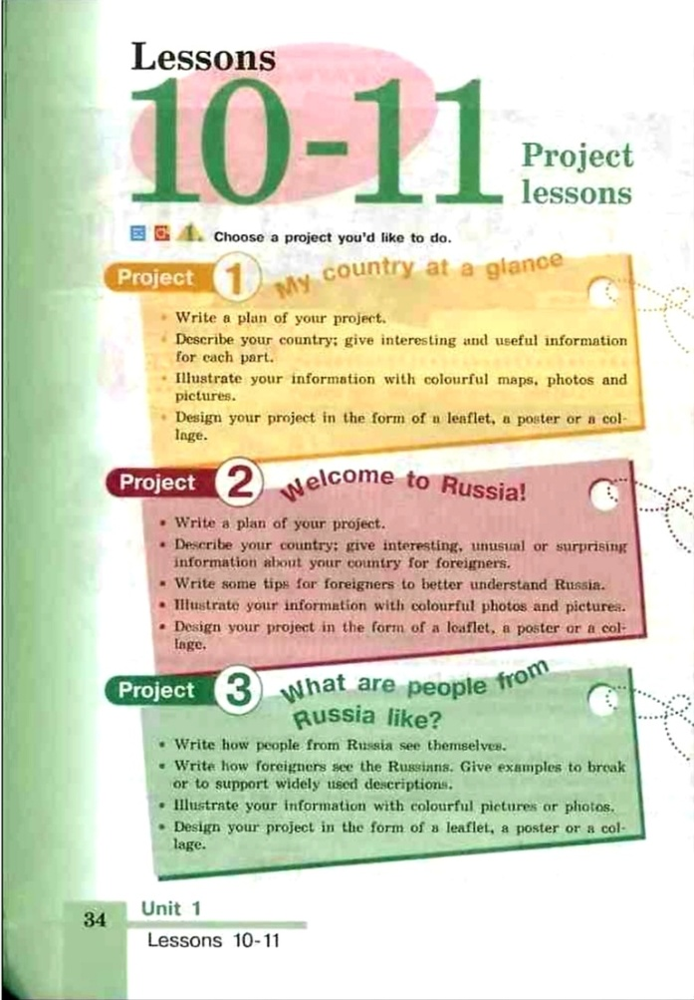 Lessons
10-11
Project
lessons
Choose a project you'd like to do.
Project 1 My country at a glance
• Write a plan of your project.
• Describe your country; give interesting and useful information
for each part.
• Illustrate your information with colourful maps, photos and
pictures.
• Design your project in the form of a leaflet, a poster or a col-
lage.
Project 2 Welcome to Russia!
• Write a plan of your project.
• Describe your country; give interesting, unusual or surprising
information about your country for foreigners.
• Write some tips for foreigners to better understand Russia.
• Illustrate your information with colourful photos and pictures.
• Design your project in the form of a leaflet, a poster or a col-
lage.
Project 3 What are people from
Russia like?
• Write how people from Russia see themselves.
• Write how foreigners see the Russians. Give examples to break
or to support widely used descriptions.
• Illustrate your information with colourful pictures or photos.
• Design your project in the form of a leaflet, a poster or a col-
lage.
34
Unit 1
Lessons 10-11